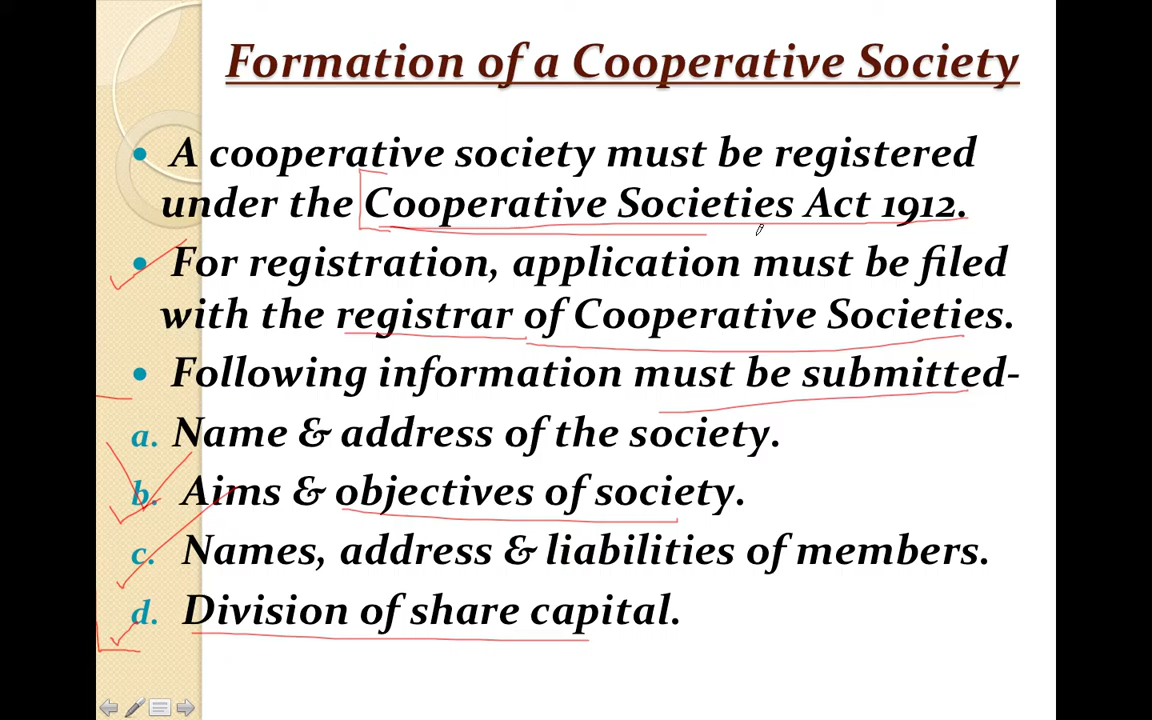 Formation of a Cooperative Society
• A cooperative society must be registered
under the Cooperative Societies Act 1912.
• For registration, application must be filed
with the registrar of Cooperative Societies.
• Following information must be submitted-
a. Name & address of the society.
b. Aims & objectives of society.
c. Names, address & liabilities of members.
d. Division of share capital.